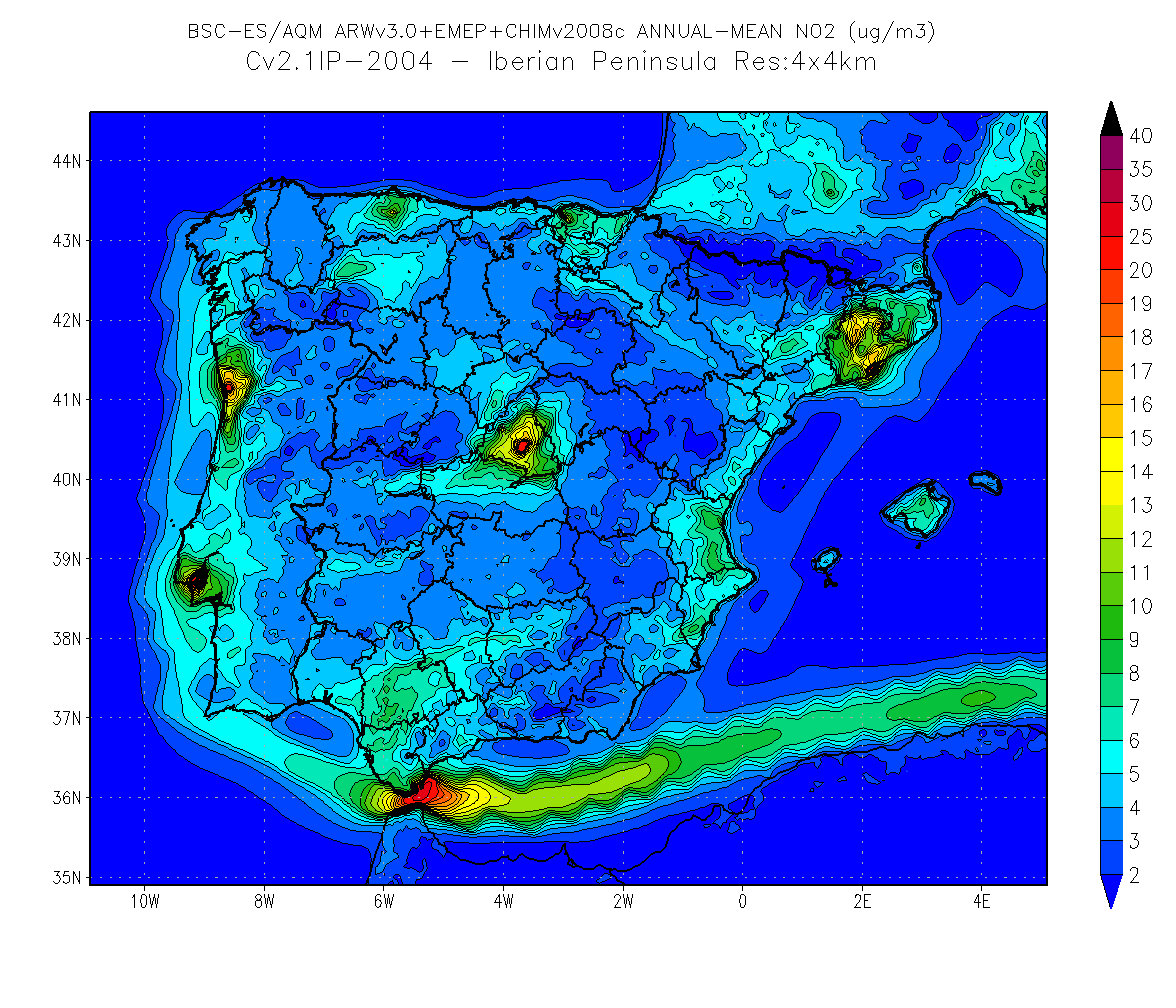 BSC-ES/AQM ARWv3.0+EMEP+CHIMv2008c ANNUAL-MEAN NO2 (ug/m3)
Cv2.1IP-2004 - Iberian Peninsula Res:4x4km
44N
43N
42N
41N
40N
39N
38N
37N
36N
35N
10W 8W 6W 4W 2W 0 2E 4E
40
35
30
25
20
19
18
17
16
15
14
13
12
11
10
9
8
7
6
5
4
3
2